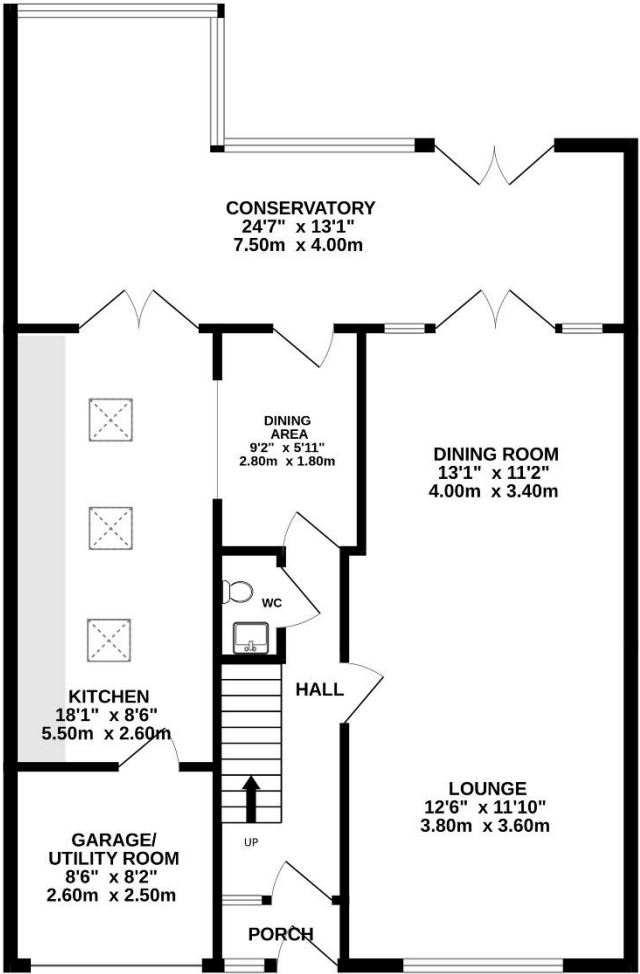 CONSERVATORY
24'7" x 13'1"
7.50m x 4.00m
DINING
AREA
9'2" x 5'11"
2.80m x 1.80m
DINING ROOM
13'1" x 11'2"
4.00m x 3.40m
WC
HALL
KITCHEN
18'1" x 8'6"
5.50m x 2.60m
LOUNGE
12'6" x 11'10"
3.80m x 3.60m
GARAGE/
UTILITY ROOM
8'6" x 8'2"
2.60m x 2.50m
UP
PORCH